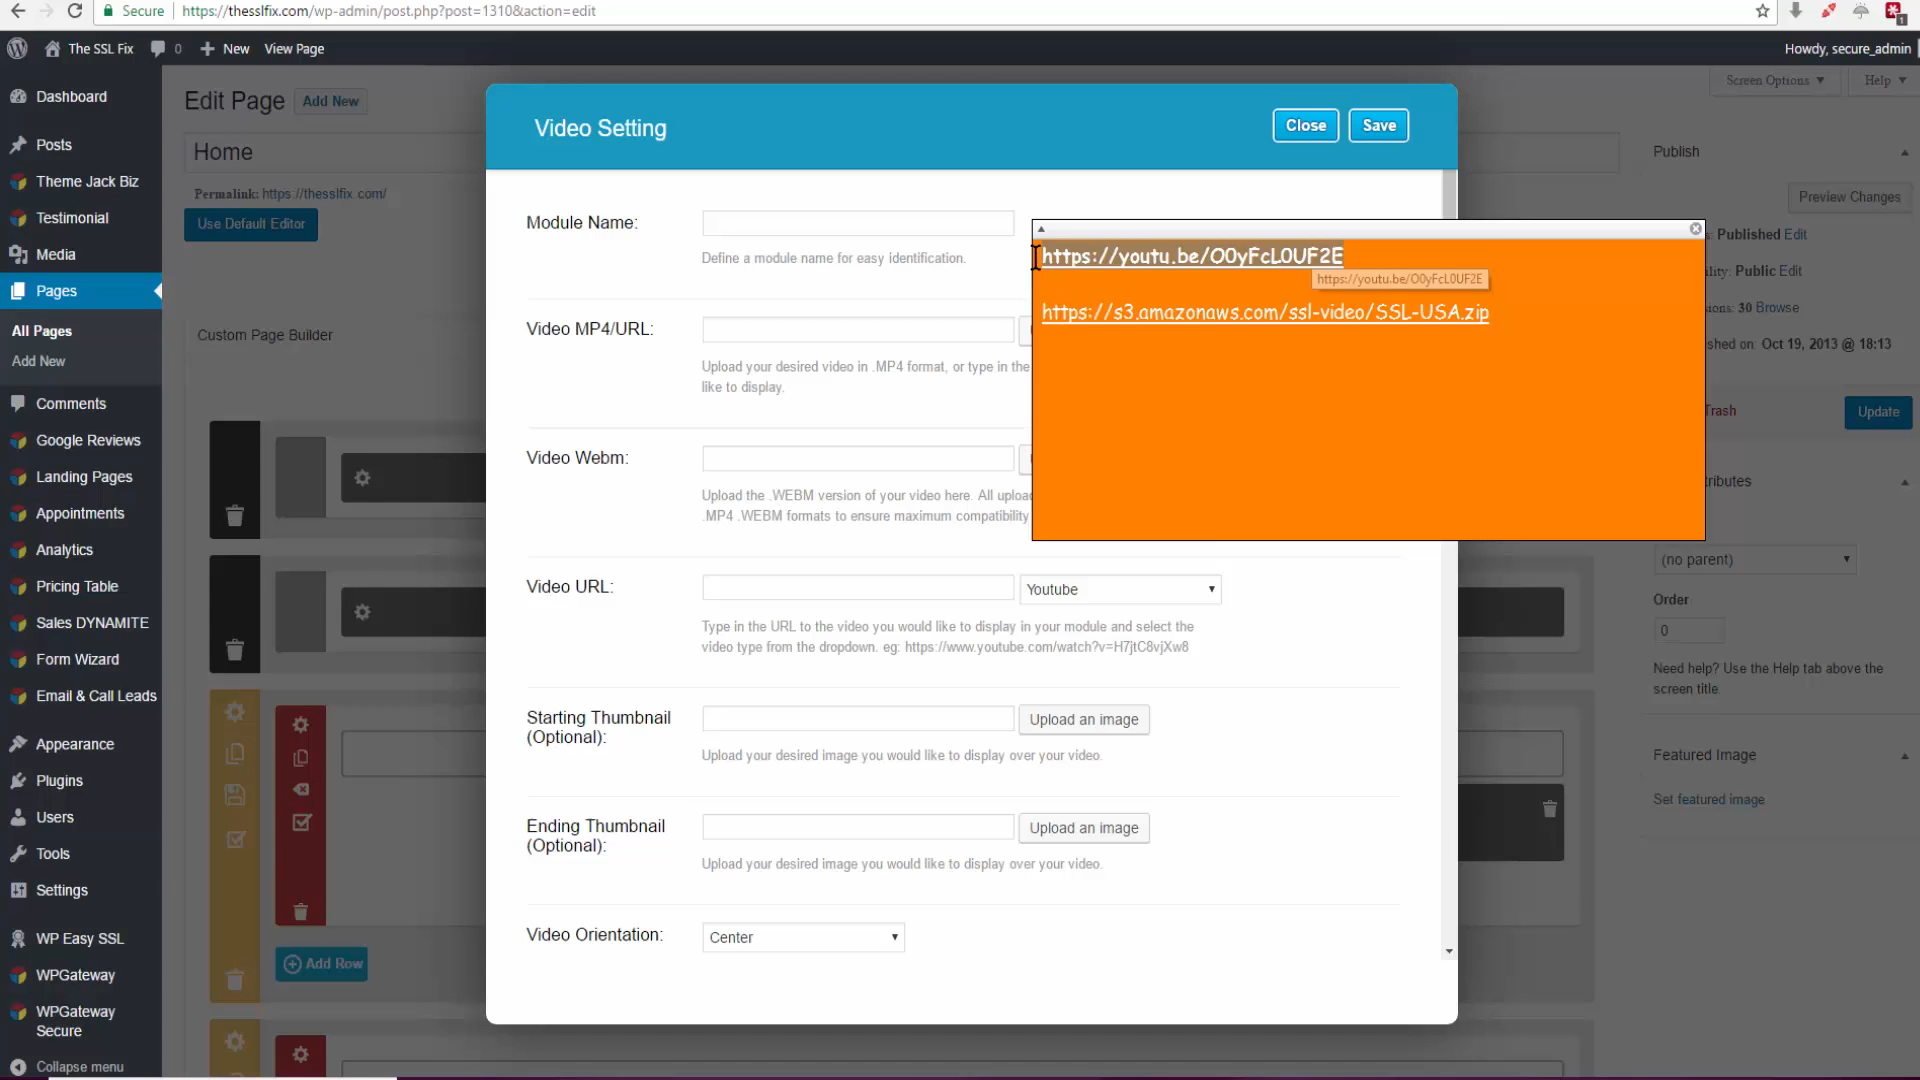 Secure
https://thesslfix.com/wp-admin/post.php?post=1310&action=edit
1
The SSL Fix
0
New
View Page
Howdy, secure_admin
Dashboard
Posts
Theme Jack Biz
Testimonial
Media
Pages
All Pages
Add New
Comments
Google Reviews
Landing Pages
Appointments
Analytics
Pricing Table
Sales DYNAMITE
Form Wizard
Email & Call Leads
Appearance
Plugins
Users
Tools
Settings
WP Easy SSL
WPGateway
WPGateway
Secure
Collapse menu
Edit Page
Add New
Screen Options
Help
Home
Permalink: https://thesslfix.com/
Use Default Editor
Custom Page Builder
Add Row
Video Setting
Close
Save
Module Name:
Define a module name for easy identification.
Video MP4/URL:
Upload your desired video in .MP4 format, or type in the
like to display.
Video Webm:
Upload the .WEBM version of your video here. All uploa
.MP4 .WEBM formats to ensure maximum compatibility
Video URL:
Youtube
Type in the URL to the video you would like to display in your module and select the
video type from the dropdown. eg: https://www.youtube.com/watch?v=H7jtC8vjXw8
Starting Thumbnail
(Optional):
Upload an image
Upload your desired image you would like to display over your video.
Ending Thumbnail
(Optional):
Upload an image
Upload your desired image you would like to display over your video.
Video Orientation:
Center
https://youtu.be/O0yFcL0UF2E
https://youtu.be/O0yFcL0UF2E
https://s3.amazonaws.com/ssl-video/SSL-USA.zip
Publish
Preview Changes
: Published Edit
lity: Public Edit
ions: 30 Browse
shed on: Oct 19, 2013 @ 18:13
Trash
Update
tributes
(no parent)
Order
0
Need help? Use the Help tab above the
screen title.
Featured Image
Set featured image